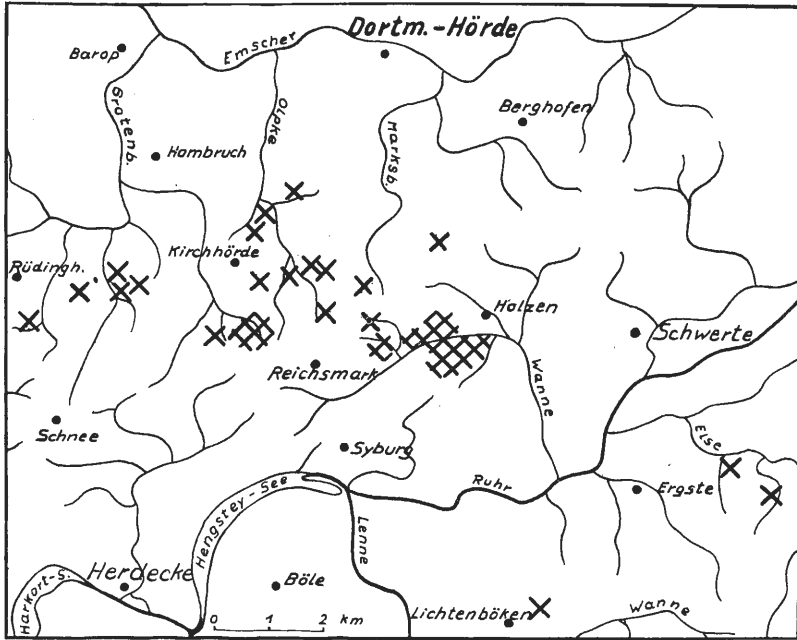 Dortm.-Hörde
Barop
Emscher
Grotenb.
Olpke
Marksb.
Berghofen
Hombruch
Kirchhörde
Rüdingh.
Holzen
Schwerte
Reichsmark
Wanne
Schnee
Syburg
Else
Ruhr
Ergste
Hengstey-See
Lenne
Herdecke
Böle
Harkort-S.
0 1 2 km
Lichtenböken
Wanne